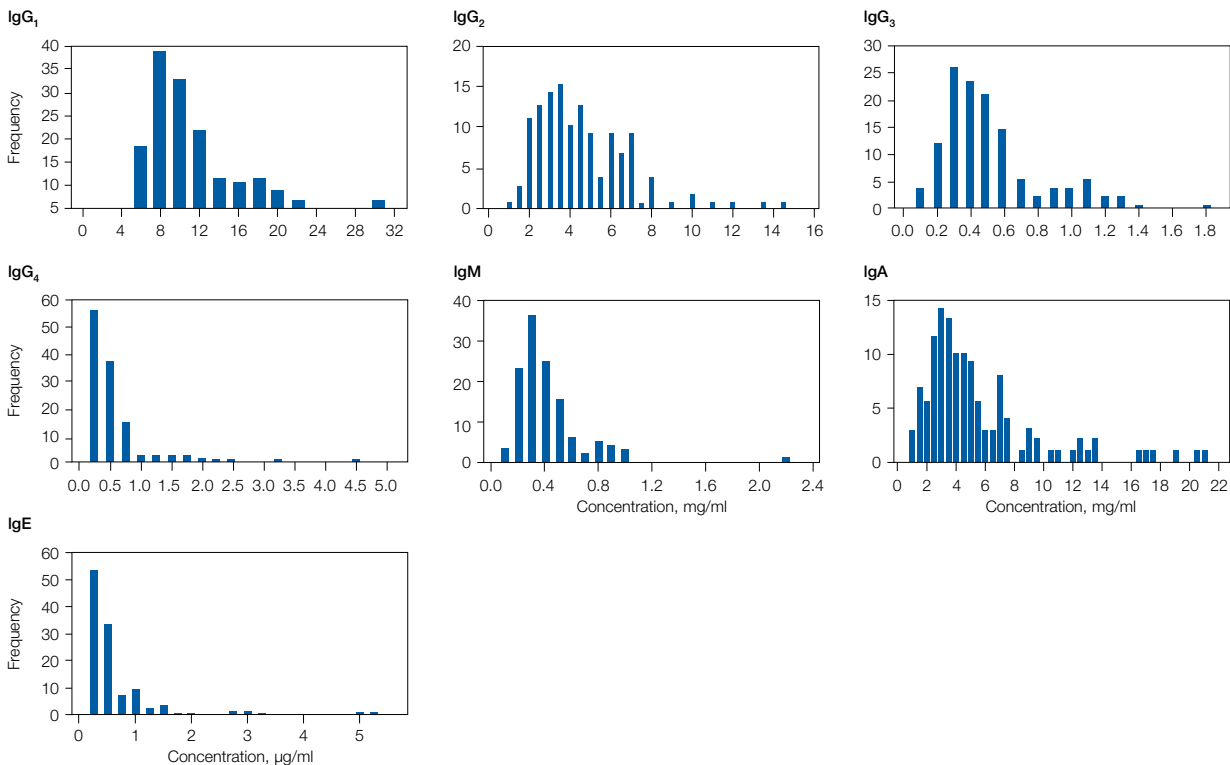 IgG1
Frequency
40
35
30
25
20
15
10
5
0 4 8 12 16 20 24 28 32
IgG2
20
15
10
5
0
0 2 4 6 8 10 12 14 16
IgG3
30
25
20
15
10
5
0
0.0 0.2 0.4 0.6 0.8 1.0 1.2 1.4 1.6 1.8
IgG4
Frequency
60
50
40
30
20
10
0
0.0 0.5 1.0 1.5 2.0 2.5 3.0 3.5 4.0 4.5 5.0
IgM
40
30
20
10
0
0.0 0.4 0.8 1.2 1.6 2.0 2.4
Concentration, mg/ml
IgA
15
10
5
0
0 2 4 6 8 10 12 14 16 18 20 22
Concentration, mg/ml
IgE
Frequency
60
50
40
30
20
10
0
0 1 2 3 4 5
Concentration, µg/ml